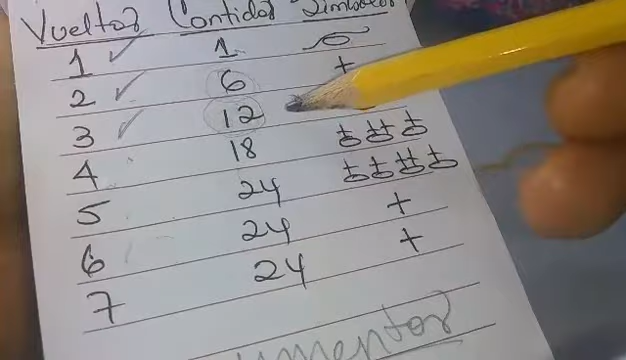 Vueltas Cantidad Símbolos
1 ✓ 1
2 ✓ 6 +
3 ✓ 12
4 18
5 24
6 24 +
7 24 +